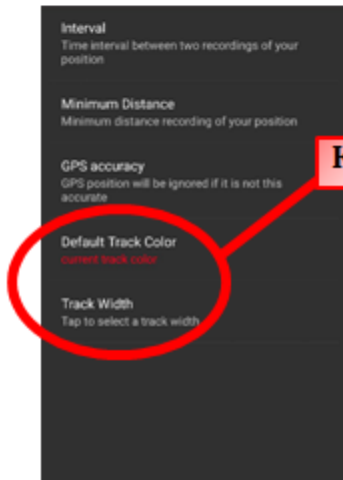 Interval
Time interval between two recordings of your
position
Minimum Distance
Minimum distance recording of your position
GPS accuracy
GPS position will be ignored if it is not this
accurate
Default Track Color
current track color
Track Width
Tap to select a track width